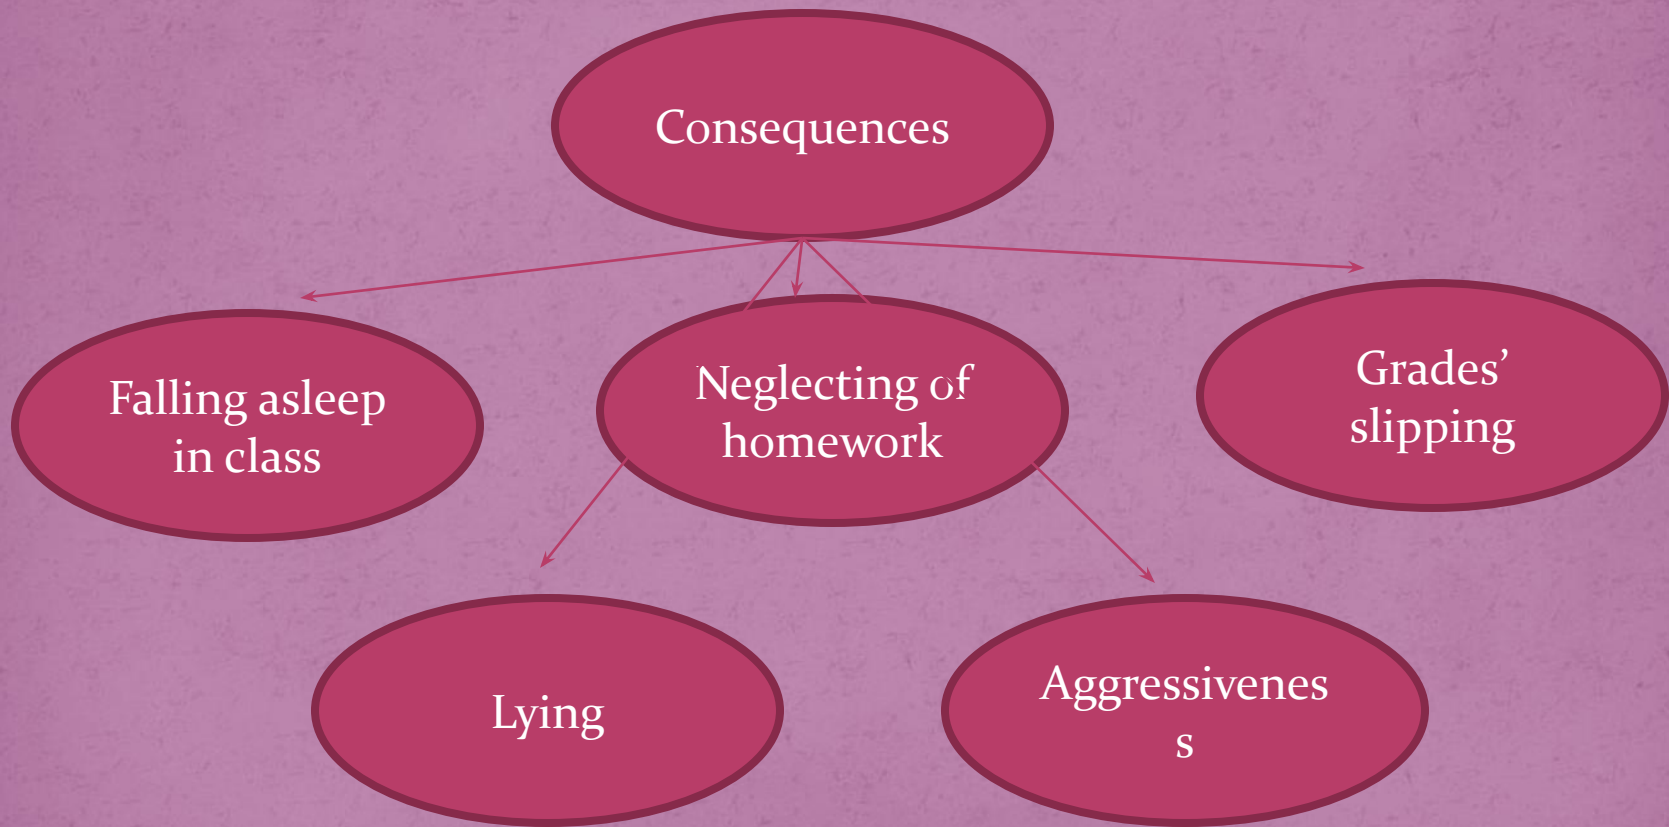 Consequences
Falling asleep
in class
Neglecting of
homework
Grades’
slipping
Lying
Aggressivenes
s